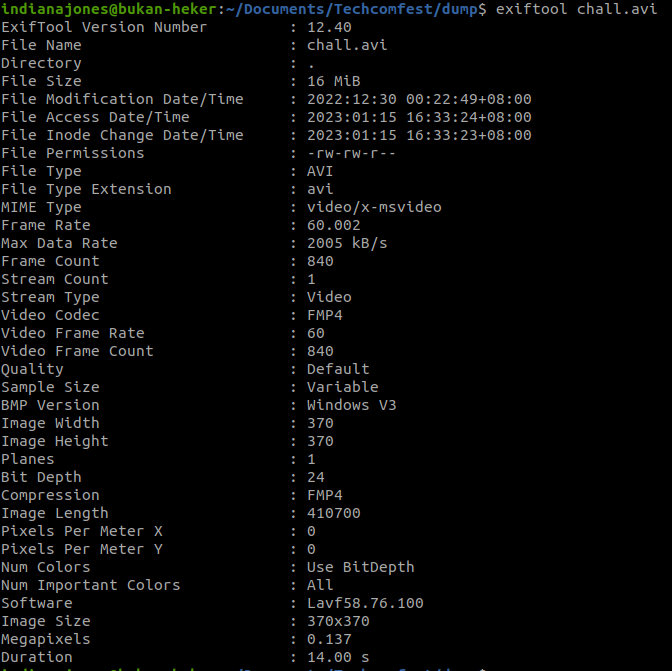 indianajones@bukan-heker:~/Documents/Techcomfest/dump$ exiftool chall.avi
ExifTool Version Number         : 12.40
File Name                       : chall.avi
Directory                       : .
File Size                       : 16 MiB
File Modification Date/Time     : 2022:12:30 00:22:49+08:00
File Access Date/Time           : 2023:01:15 16:33:24+08:00
File Inode Change Date/Time     : 2023:01:15 16:33:23+08:00
File Permissions                : -rw-rw-r--
File Type                       : AVI
File Type Extension             : avi
MIME Type                       : video/x-msvideo
Frame Rate                      : 60.002
Max Data Rate                   : 2005 kB/s
Frame Count                     : 840
Stream Count                    : 1
Stream Type                     : Video
Video Codec                     : FMP4
Video Frame Rate                : 60
Video Frame Count               : 840
Quality                         : Default
Sample Size                     : Variable
BMP Version                     : Windows V3
Image Width                     : 370
Image Height                    : 370
Planes                          : 1
Bit Depth                       : 24
Compression                     : FMP4
Image Length                    : 410700
Pixels Per Meter X              : 0
Pixels Per Meter Y              : 0
Num Colors                      : Use BitDepth
Num Important Colors            : All
Software                        : Lavf58.76.100
Image Size                      : 370x370
Megapixels                      : 0.137
Duration                        : 14.00 s